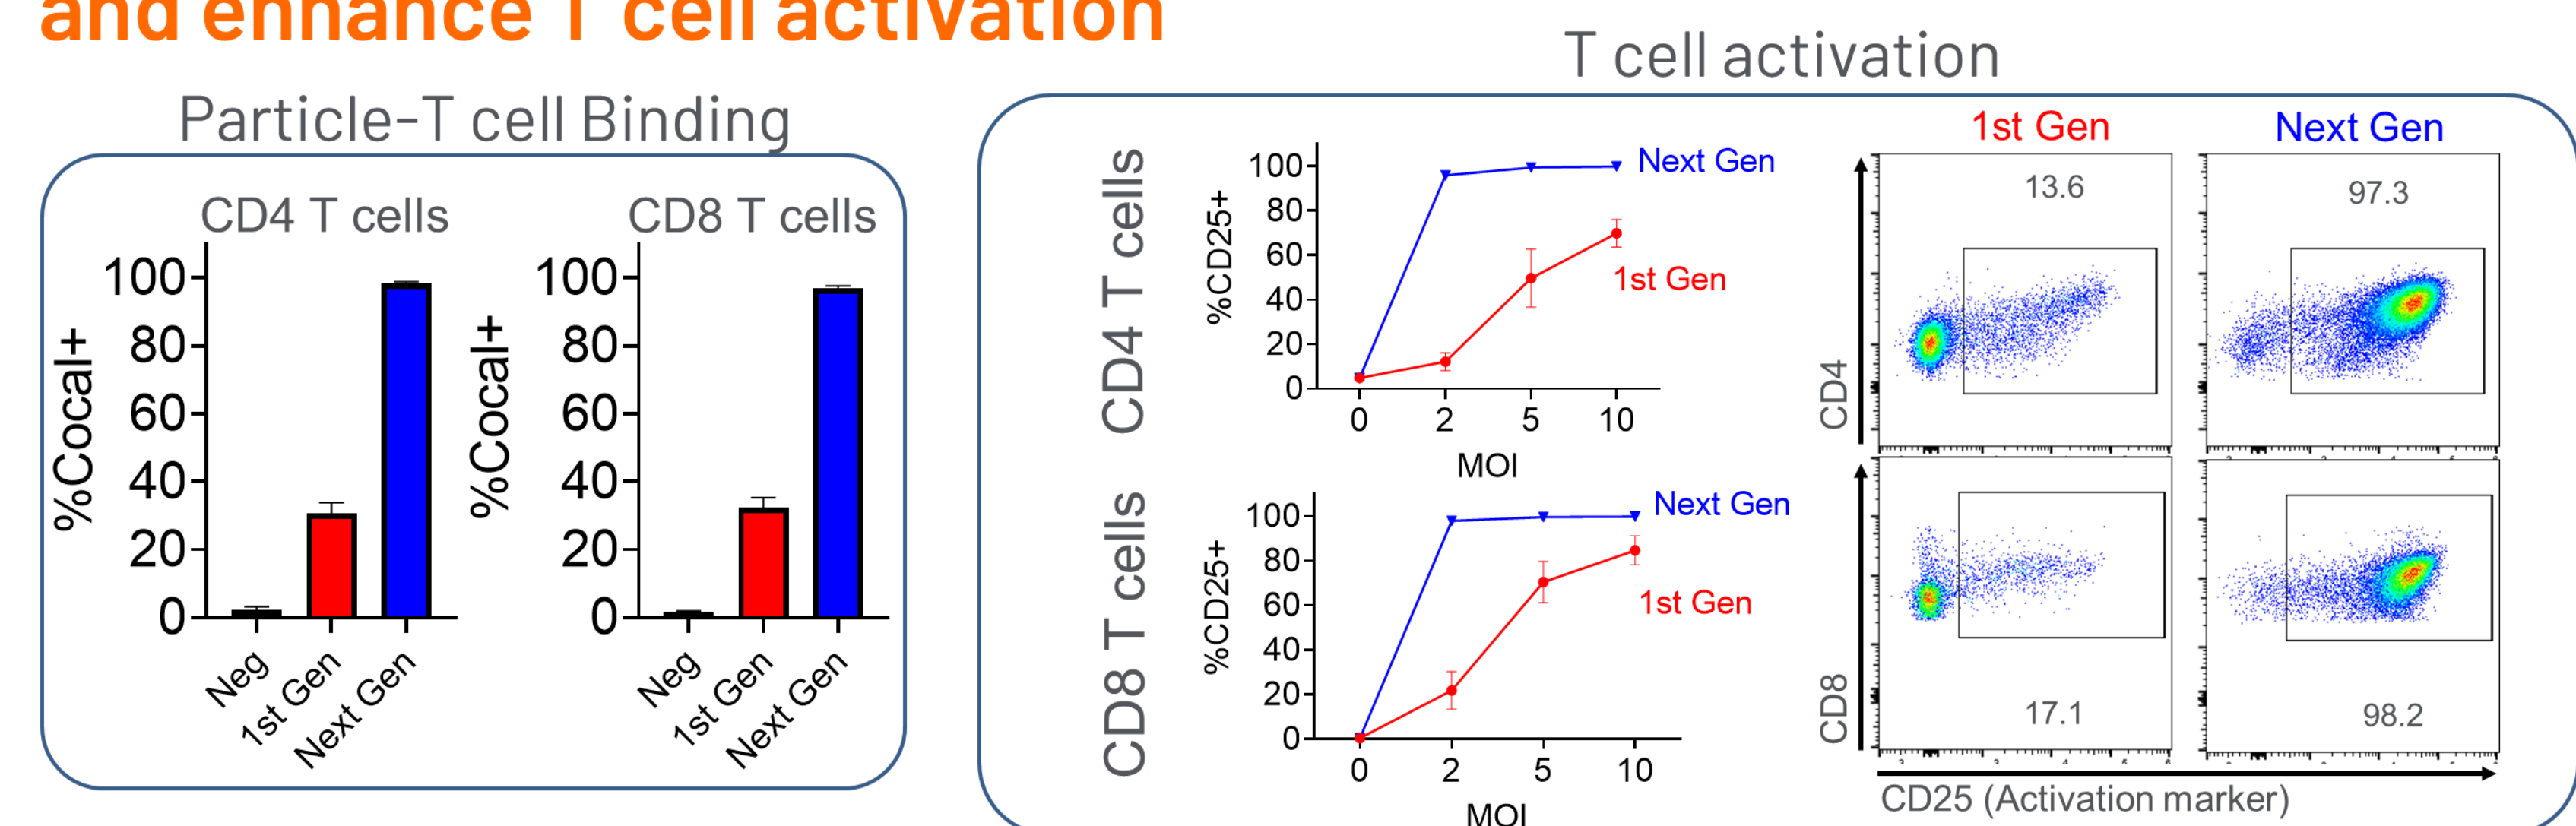 and enhance T cell activation
Particle-T cell Binding
CD4 T cells
%Cocal+
100
80
60
40
20
0
Neg
1st Gen
Next Gen
CD8 T cells
%Cocal+
100
80
60
40
20
0
Neg
1st Gen
Next Gen
T cell activation
CD4 T cells
%CD25+
100
80
60
40
20
0
Next Gen
1st Gen
0 2 5 10
MOI
CD8 T cells
%CD25+
100
80
60
40
20
0
Next Gen
1st Gen
0 2 5 10
MOI
1st Gen
Next Gen
13.6
97.3
CD4
17.1
98.2
CD8
CD25 (Activation marker)